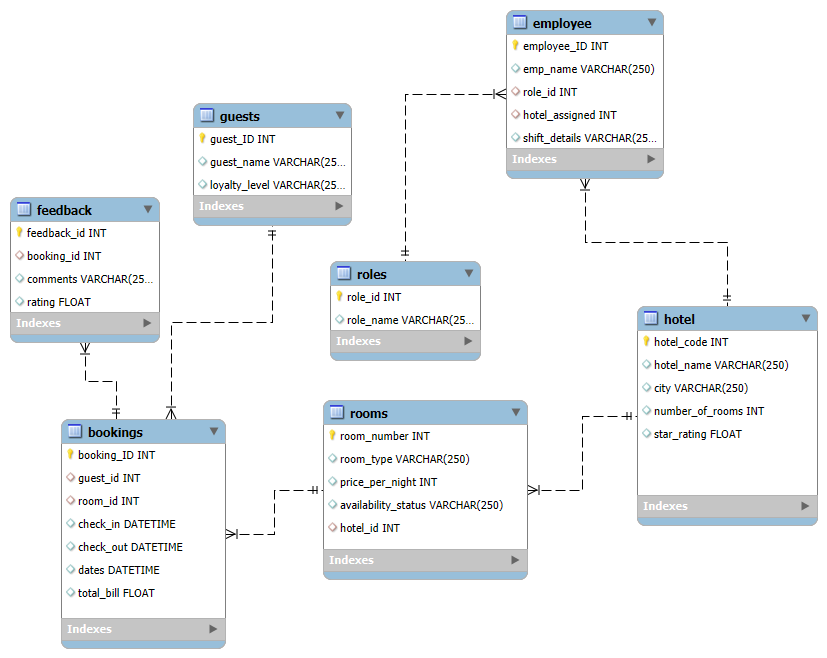 employee
employee_ID INT
emp_name VARCHAR(250)
role_id INT
hotel_assigned INT
shift_details VARCHAR(25...
Indexes
guests
guest_ID INT
guest_name VARCHAR(25...
loyalty_level VARCHAR(25...
Indexes
feedback
feedback_id INT
booking_id INT
comments VARCHAR(25...
rating FLOAT
Indexes
roles
role_id INT
role_name VARCHAR(25...
Indexes
hotel
hotel_code INT
hotel_name VARCHAR(250)
city VARCHAR(250)
number_of_rooms INT
star_rating FLOAT
Indexes
bookings
booking_ID INT
guest_id INT
room_id INT
check_in DATETIME
check_out DATETIME
dates DATETIME
total_bill FLOAT
Indexes
rooms
room_number INT
room_type VARCHAR(250)
price_per_night INT
availability_status VARCHAR(250)
hotel_id INT
Indexes